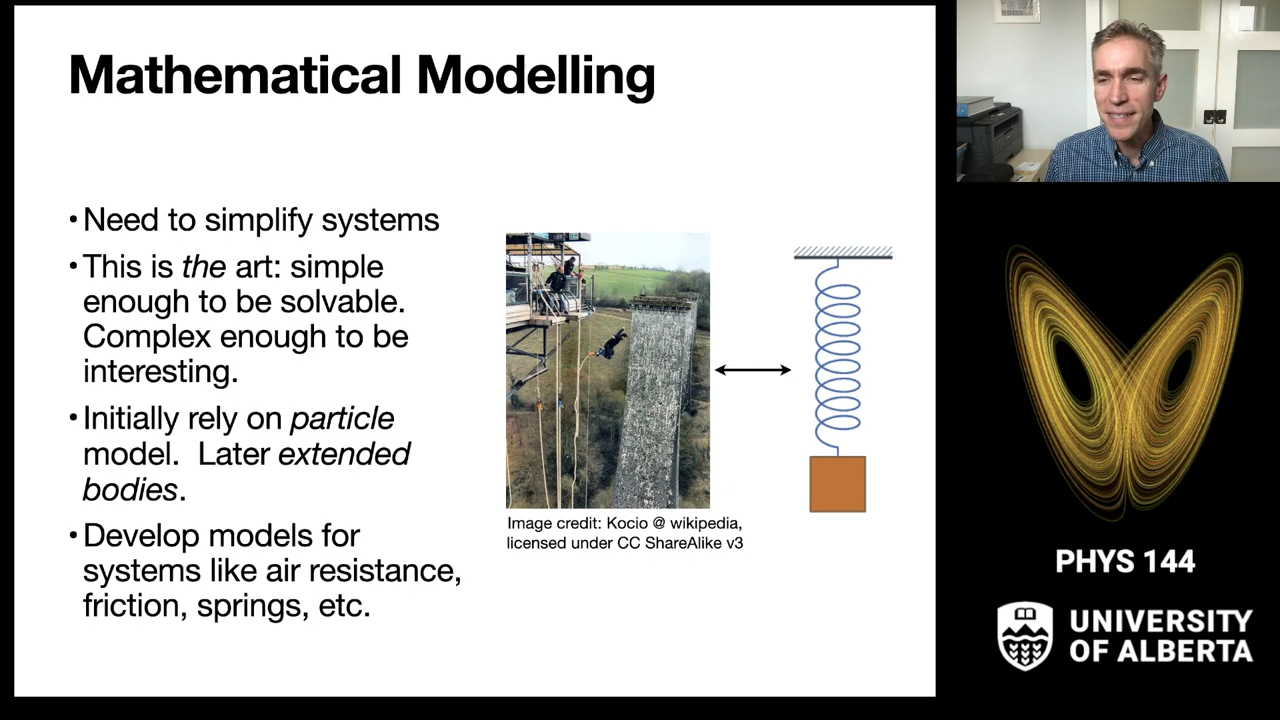 Mathematical Modelling
•Need to simplify systems
•This is the art: simple
enough to be solvable.
Complex enough to be
interesting.
•Initially rely on particle
model.  Later extended
bodies.
•Develop models for
systems like air resistance,
friction, springs, etc.
Image credit: Kocio @ wikipedia,
licensed under CC ShareAlike v3
PHYS 144
UNIVERSITY
OF ALBERTA